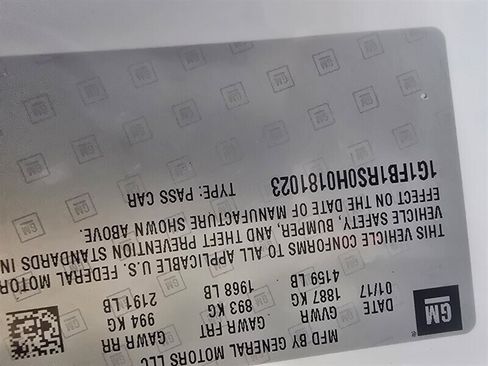 MFD BY GENERAL MOTORS LLC
GM
DATE GVWR GAWR FRT GAWR RR
01/17 1887 KG 893 KG 994 KG
4159 LB 1968 LB 2191 LB
THIS VEHICLE CONFORMS TO ALL APPLICABLE U.S. FEDERAL MOTOR
VEHICLE SAFETY, BUMPER, AND THEFT PREVENTION STANDARDS IN
EFFECT ON THE DATE OF MANUFACTURE SHOWN ABOVE.
1G1FB1RS0H0181023 TYPE: PASS CAR